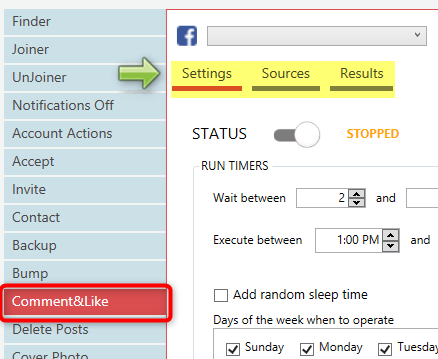 Finder
Joiner
UnJoiner
Notifications Off
Account Actions
Accept
Invite
Contact
Backup
Bump
Comment&Like
Delete Posts
Cover Photo
Settings Sources Results
STATUS STOPPED
RUN TIMERS
Wait between 2 and
Execute between 1:00 PM and
Add random sleep time
Days of the week when to operate
Sunday Monday Tuesday